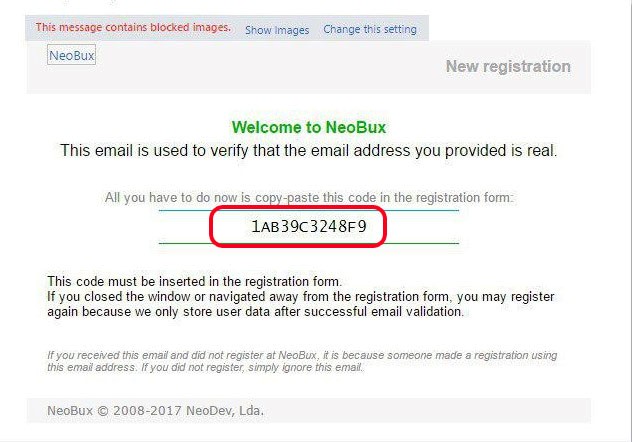 This message contains blocked images. Show Images Change this setting
NeoBux
New registration
Welcome to NeoBux
This email is used to verify that the email address you provided is real.
All you have to do now is copy-paste this code in the registration form:
1AB39C3248F9
This code must be inserted in the registration form.
If you closed the window or navigated away from the registration form, you may register
again because we only store user data after successful email validation.
If you received this email and did not register at NeoBux, it is because someone made a registration using
this email address. If you did not register, simply ignore this email.
NeoBux © 2008-2017 NeoDev, Lda.